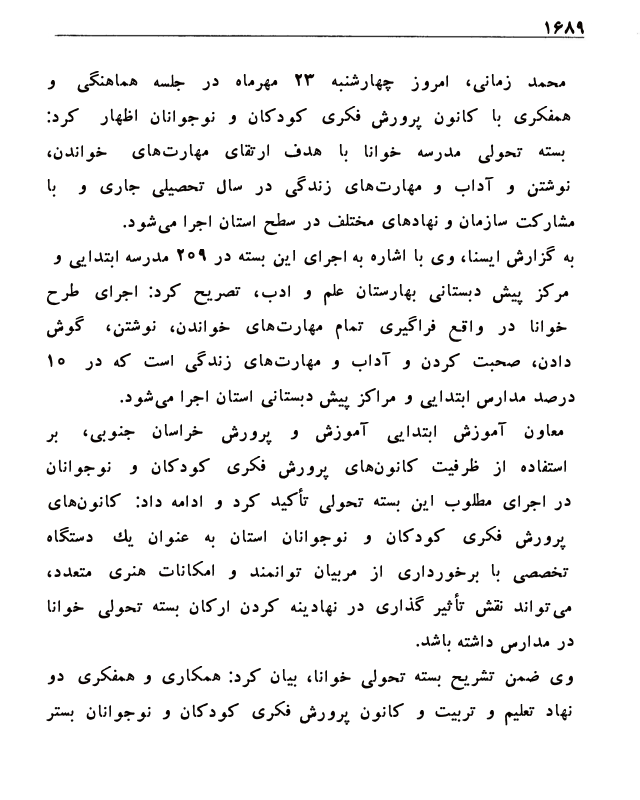 ۱۶۸۹
محمد زمانی، امروز چهارشنبه ۲۳ مهرماه در جلسه هماهنگی و
همفکری با کانون پرورش فکری کودکان و نوجوانان اظهار کرد:
بسته تحولی مدرسه خوانا با هدف ارتقای مهارت‌های خواندن،
نوشتن و آداب و مهارت‌های زندگی در سال تحصیلی جاری و با
مشارکت سازمان و نهادهای مختلف در سطح استان اجرا می‌شود.
به گزارش ایسنا، وی با اشاره به اجرای این بسته در ۲۵۹ مدرسه ابتدایی و
مرکز پیش دبستانی بهارستان علم و ادب، تصریح کرد: اجرای طرح
خوانا در واقع فراگیری تمام مهارت‌های خواندن، نوشتن، گوش
دادن، صحبت کردن و آداب و مهارت‌های زندگی است که در ۱۵
درصد مدارس ابتدایی و مراکز پیش دبستانی استان اجرا می‌شود.
معاون آموزش ابتدایی آموزش و پرورش خراسان جنوبی، بر
استفاده از ظرفیت کانون‌های پرورش فکری کودکان و نوجوانان
در اجرای مطلوب این بسته تحولی تأکید کرد و ادامه داد: کانون‌های
پرورش فکری کودکان و نوجوانان استان به عنوان یك دستگاه
تخصصی با برخورداری از مربیان توانمند و امکانات هنری متعدد،
می‌تواند نقش تأثیر گذاری در نهادینه کردن ارکان بسته تحولی خوانا
در مدارس داشته باشد.
وی ضمن تشریح بسته تحولی خوانا، بیان کرد: همکاری و همفکری دو
نهاد تعلیم و تربیت و کانون پرورش فکری کودکان و نوجوانان بستر